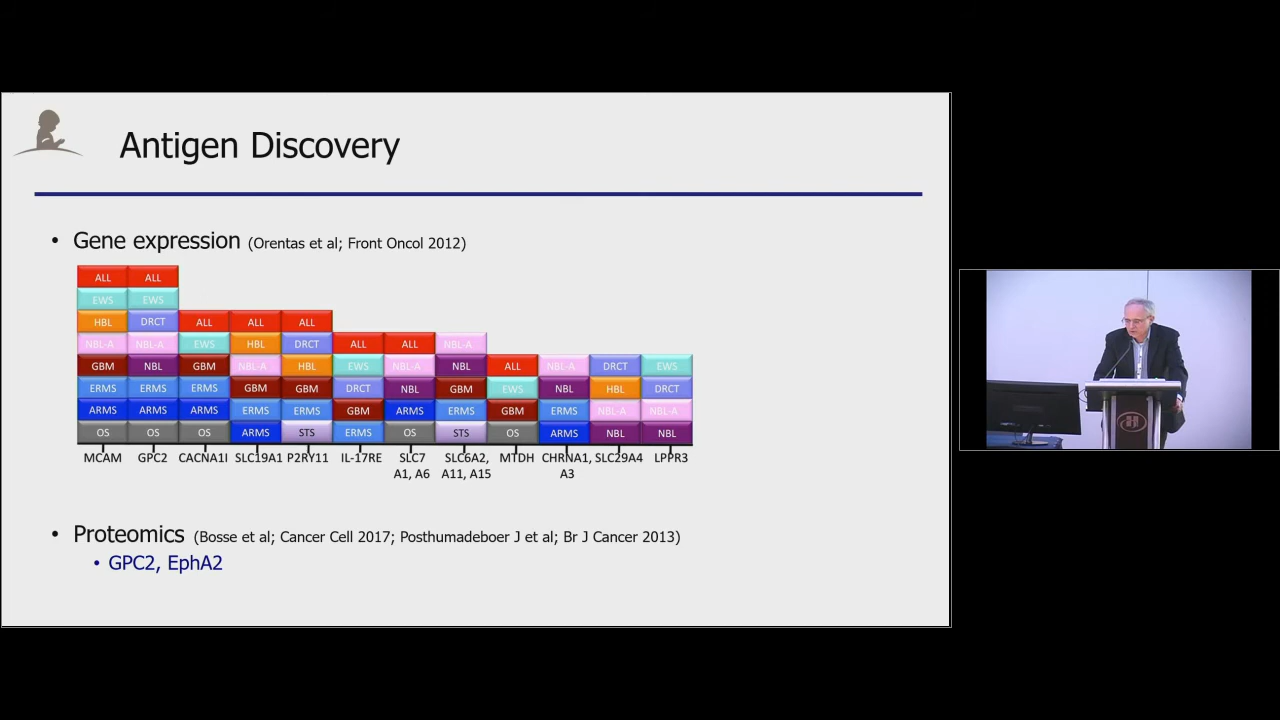 Antigen Discovery
• Gene expression (Orentas et al; Front Oncol 2012)
ALL ALL
EWS EWS
HBL DRCT ALL ALL ALL
NBL-A NBL-A EWS HBL DRCT ALL ALL NBL-A
GBM NBL GBM NBL-A HBL EWS NBL-A NBL ALL NBL-A DRCT EWS
ERMS ERMS ERMS GBM GBM DRCT NBL GBM EWS NBL HBL DRCT
ARMS ARMS ARMS ERMS ERMS GBM ARMS ERMS GBM ERMS NBL-A NBL-A
OS OS OS ARMS STS ERMS OS STS OS ARMS NBL NBL
MCAM GPC2 CACNA1I SLC19A1 P2RY11 IL-17RE SLC7 SLC6A2, MTDH CHRNA1, SLC29A4 LPPR3
A1, A6 A11, A15 A3
• Proteomics (Bosse et al; Cancer Cell 2017; Posthumadeboer J et al; Br J Cancer 2013)
• GPC2, EphA2